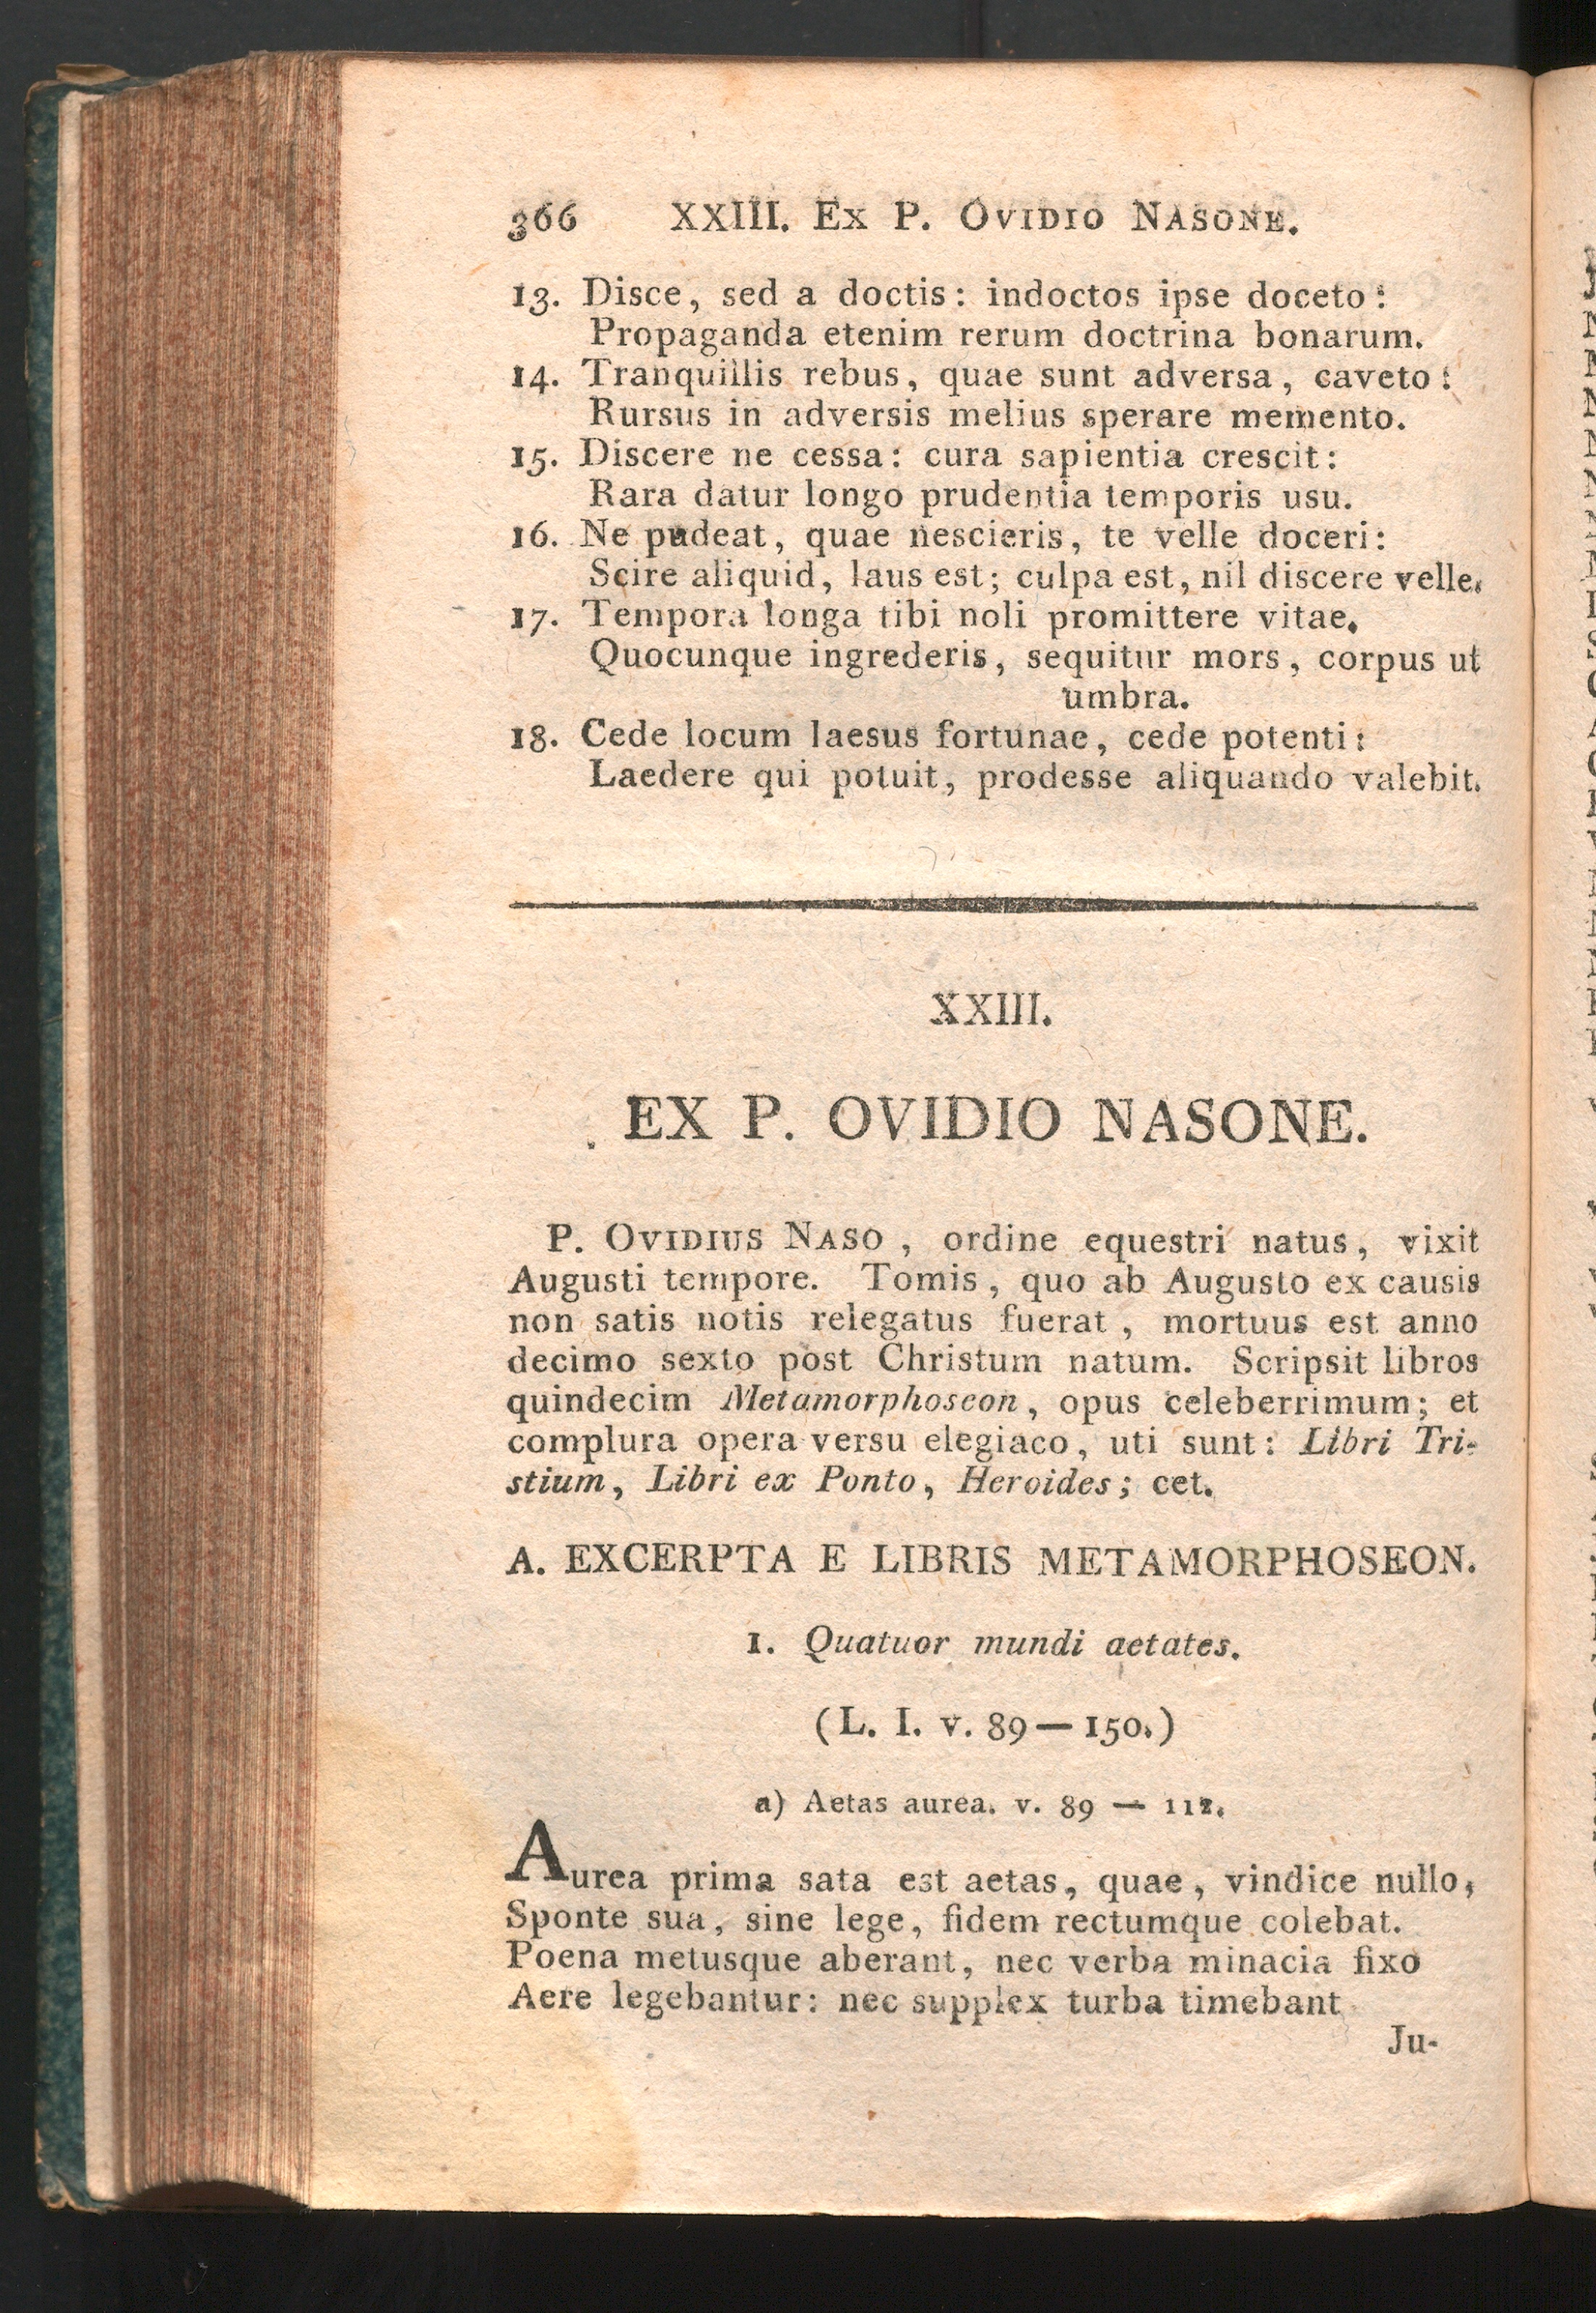 366 XXIII. Ex P. Ovidio Nasone.
13. Disce, sed a doctis: indoctos ipse doceto:
Propaganda etenim rerum doctrina bonarum.
14. Tranquillis rebus, quae sunt adversa, caveto:
Rursus in adversis melius sperare memento.
15. Discere ne cessa: cura sapientia crescit:
Rara datur longo prudentia temporis usu.
16. Ne pudeat, quae nescieris, te velle doceri:
Scire aliquid, laus est; culpa est, nil discere velle.
17. Tempora longa tibi noli promittere vitae.
Quocunque ingrederis, sequitur mors, corpus ut
umbra.
18. Cede locum laesus fortunae, cede potenti:
Laedere qui potuit, prodesse aliquando valebit.
XXIII.
EX P. OVIDIO NASONE.
P. Ovidius Naso, ordine equestri natus, vixit
Augusti tempore. Tomis, quo ab Augusto ex causis
non satis notis relegatus fuerat, mortuus est anno
decimo sexto post Christum natum. Scripsit libros
quindecim Metamorphoseon, opus celeberrimum; et
complura opera versu elegiaco, uti sunt: Libri Tri-
stium, Libri ex Ponto, Heroides; cet.
A. EXCERPTA E LIBRIS METAMORPHOSEON.
1. Quatuor mundi aetates.
(L. I. v. 89 — 150.)
a) Aetas aurea. v. 89 — 112.
Aurea prima sata est aetas, quae, vindice nullo,
Sponte sua, sine lege, fidem rectumque colebat.
Poena metusque aberant, nec verba minacia fixo
Aere legebantur: nec supplex turba timebant
Ju-